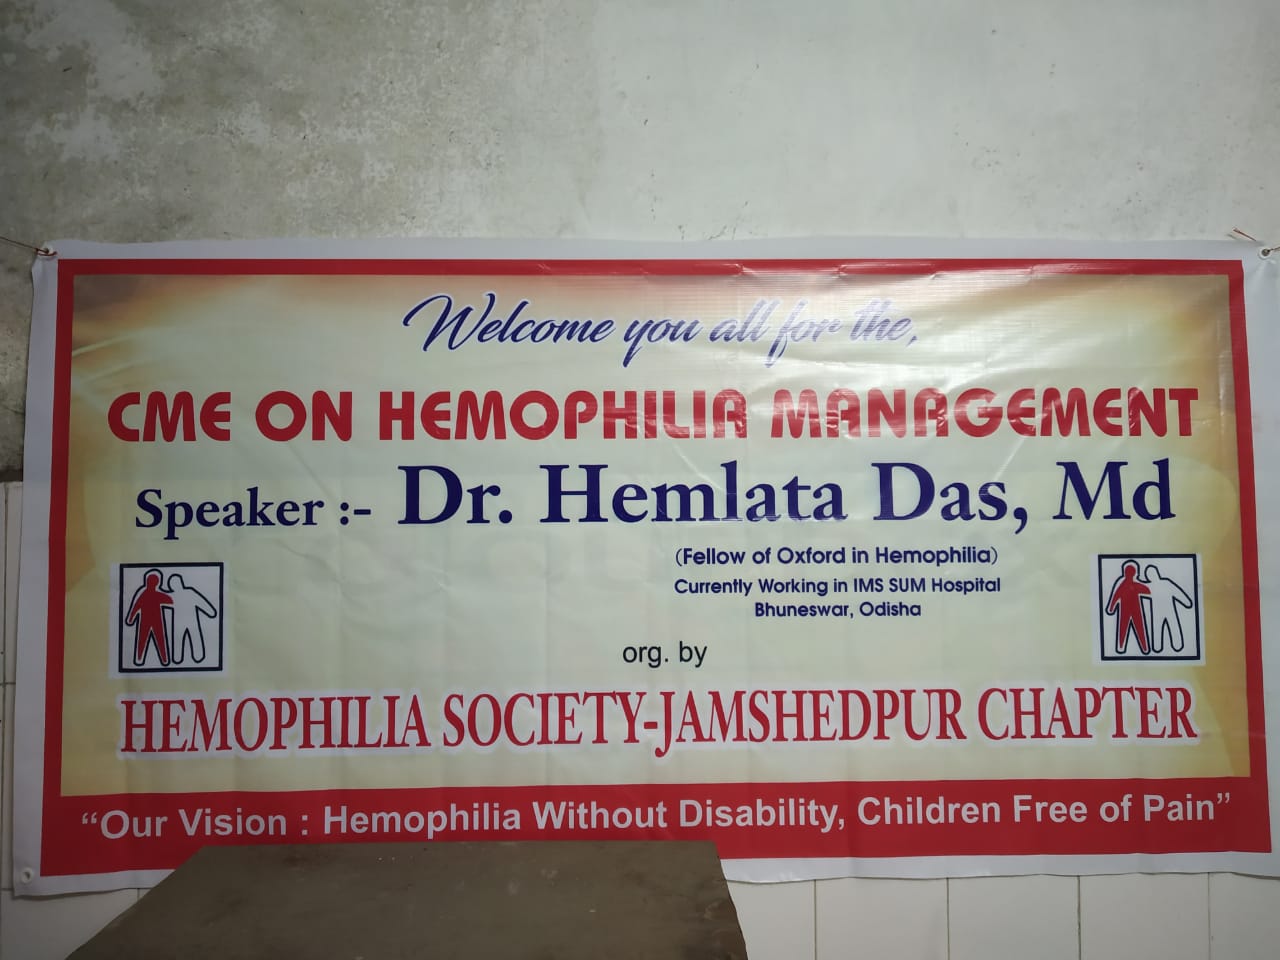 Welcome you all for the,
CME ON HEMOPHILIA MANAGEMENT
Speaker :- Dr. Hemlata Das, Md
(Fellow of Oxford in Hemophilia)
Currently Working in IMS SUM Hospital
Bhuneswar, Odisha
org. by
HEMOPHILIA SOCIETY-JAMSHEDPUR CHAPTER
“Our Vision : Hemophilia Without Disability, Children Free of Pain”